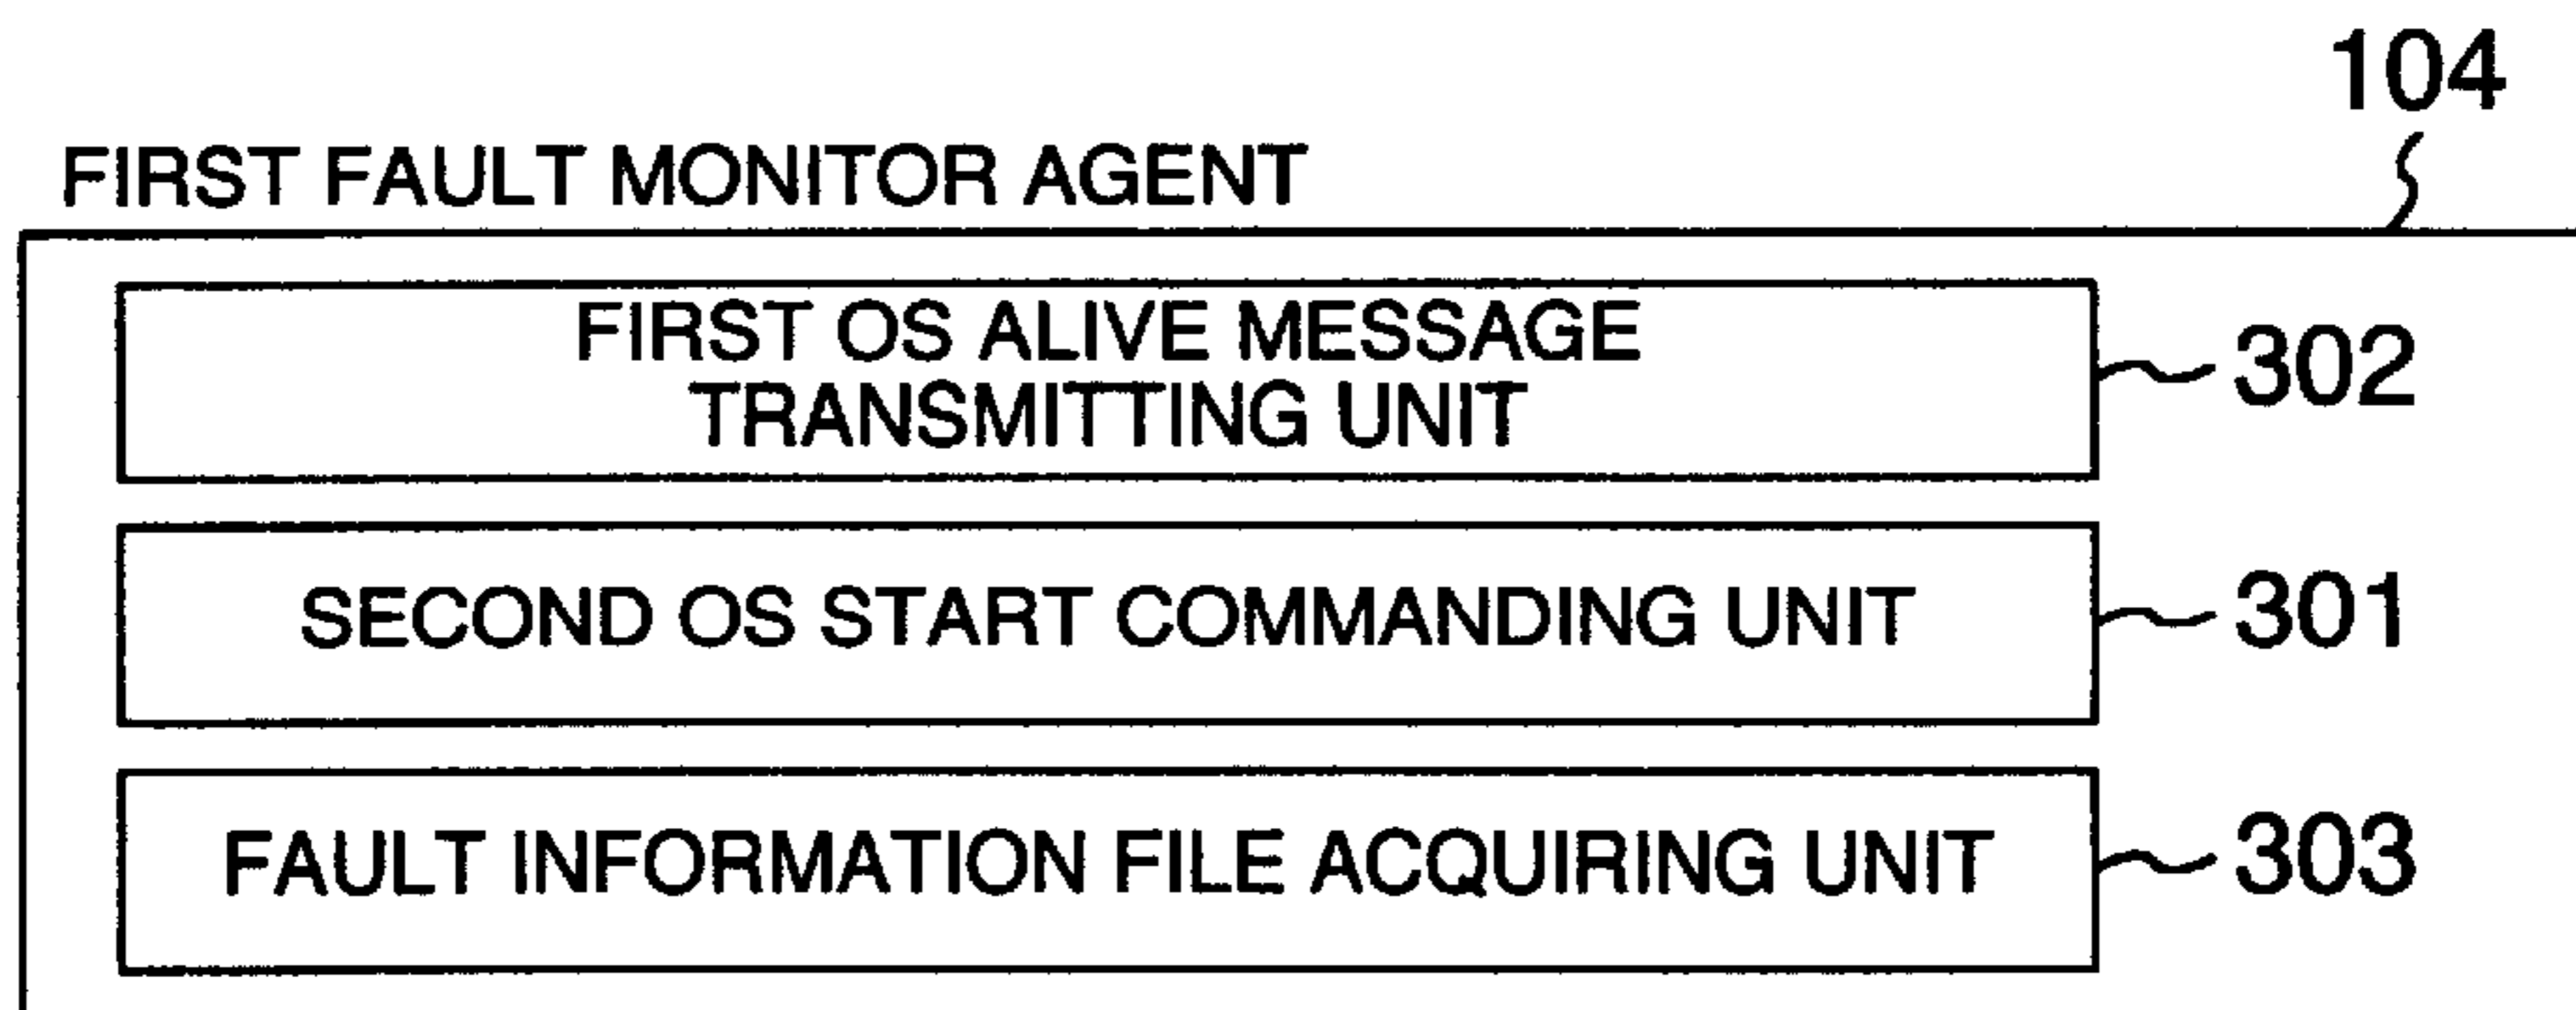 104
FIRST FAULT MONITOR AGENT
FIRST OS ALIVE MESSAGE
TRANSMITTING UNIT
302
SECOND OS START COMMANDING UNIT
301
FAULT INFORMATION FILE ACQUIRING UNIT
303